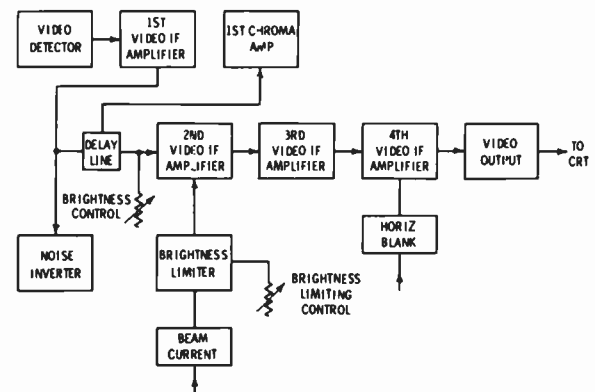 VIDEO
DETECTOR
1ST
VIDEO IF
AMPLIFIER
1ST CHROMA
AMP
DELAY
LINE
2ND
VIDEO IF
AMPLIFIER
3RD
VIDEO IF
AMPLIFIER
4TH
VIDEO IF
AMPLIFIER
VIDEO
OUTPUT
TO
CRT
BRIGHTNESS
CONTROL
HORIZ
BLANK
NOISE
INVERTER
BRIGHTNESS
LIMITER
BRIGHTNESS
LIMITING
CONTROL
BEAM
CURRENT